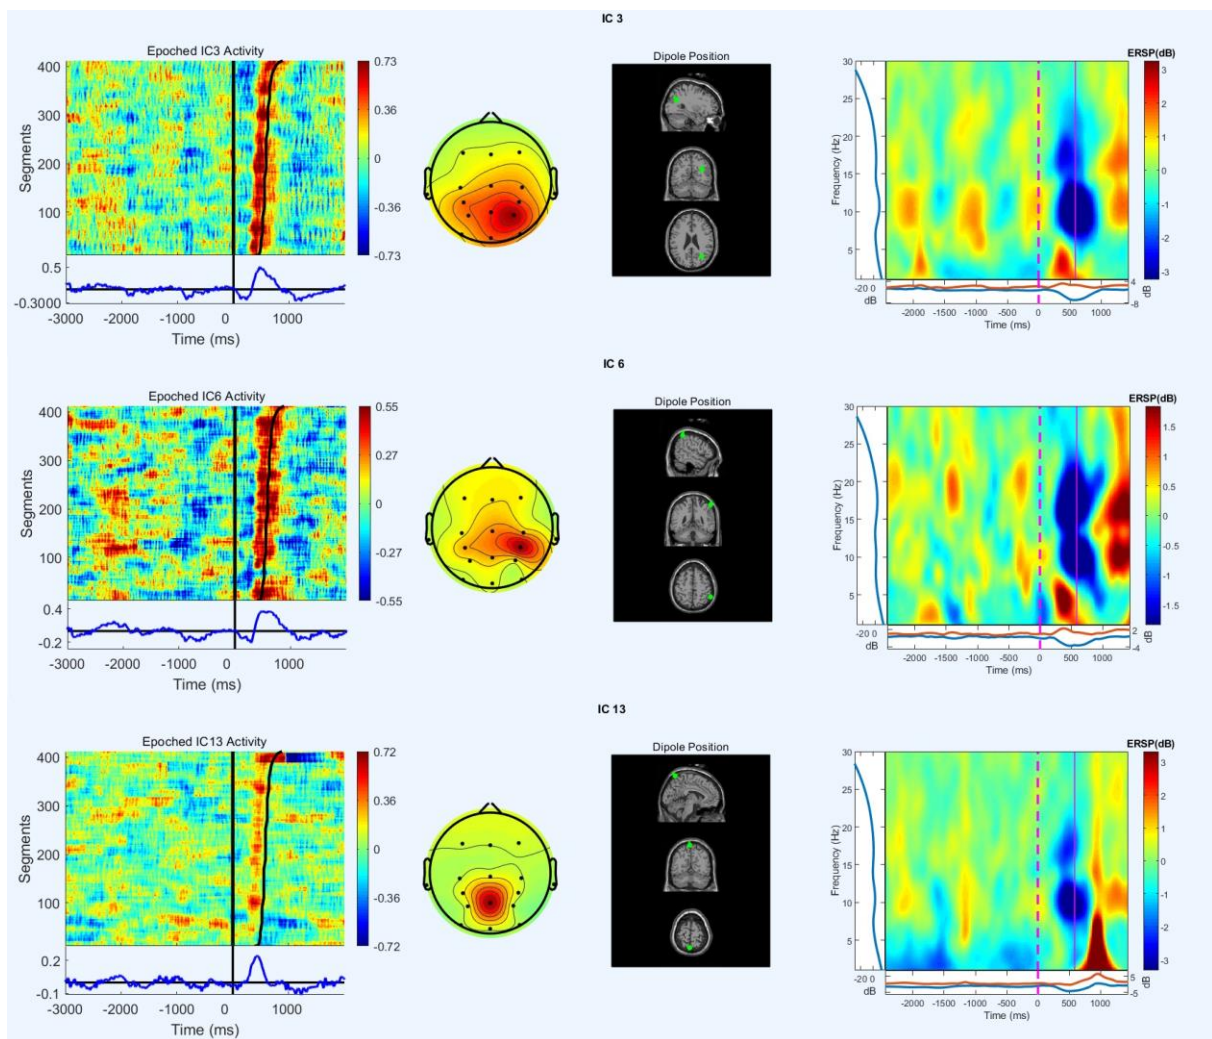 IC 3
Epoched IC3 Activity
Segments
400
300
200
100
0.73
0.36
0
-0.36
-0.73
0.5
-0.3000
-3000 -2000 -1000 0 1000
Time (ms)
Dipole Position
ERSP(dB)
30
25
20
15
10
5
Frequency (Hz)
3
2
1
0
-1
-2
-3
-20 0
dB
4
-8
dB
-2000 -1500 -1000 -500 0 500 1000
Time (ms)
IC 6
Epoched IC6 Activity
Segments
400
300
200
100
0.55
0.27
0
-0.27
-0.55
0.4
-0.2
-3000 -2000 -1000 0 1000
Time (ms)
Dipole Position
ERSP(dB)
30
25
20
15
10
5
Frequency (Hz)
1.5
1
0.5
0
-0.5
-1
-1.5
-20 0
dB
2
-4
dB
-2000 -1500 -1000 -500 0 500 1000
Time (ms)
IC 13
Epoched IC13 Activity
Segments
400
300
200
100
0.72
0.36
0
-0.36
-0.72
0.2
-0.1
-3000 -2000 -1000 0 1000
Time (ms)
Dipole Position
ERSP(dB)
30
25
20
15
10
5
Frequency (Hz)
3
2
1
0
-1
-2
-3
-20 0
dB
5
-5
dB
-2000 -1500 -1000 -500 0 500 1000
Time (ms)